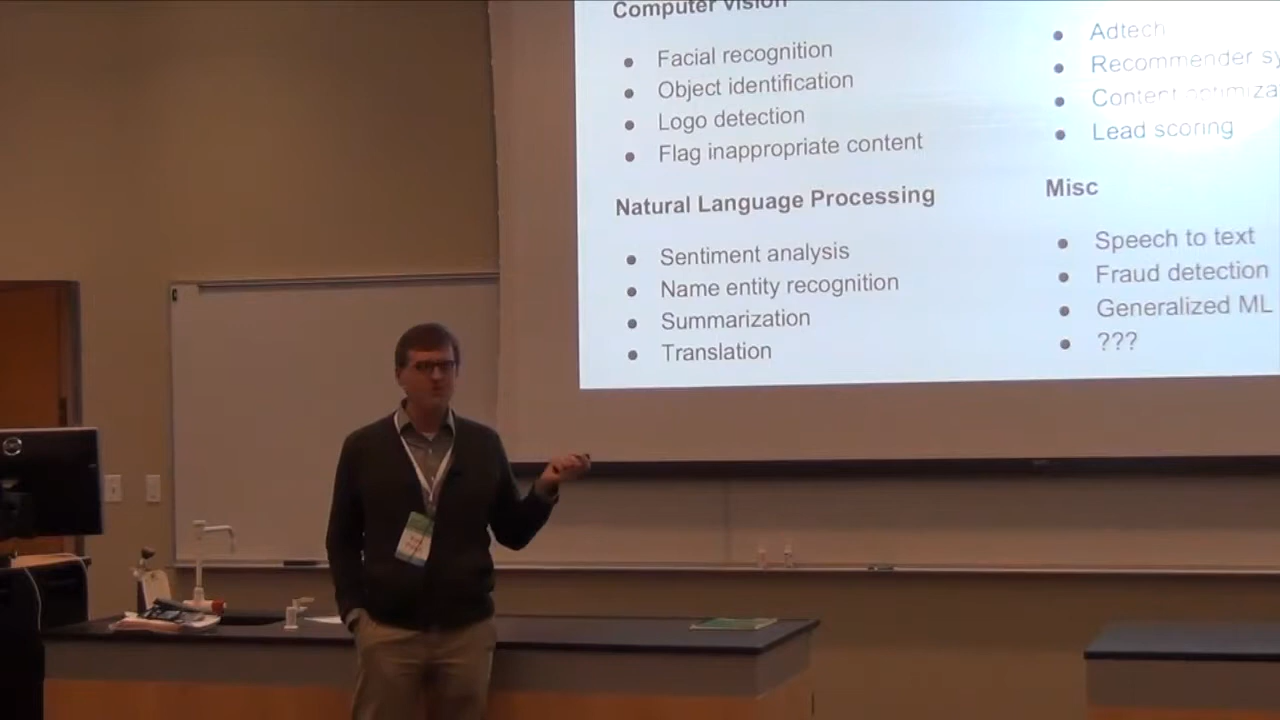 Computer Vision
Facial recognition
Object identification
Logo detection
Flag inappropriate content
Natural Language Processing
Sentiment analysis
Name entity recognition
Summarization
Translation
Adtech
Recommender sy
Content optimiza
Lead scoring
Misc
Speech to text
Fraud detection
Generalized ML
???